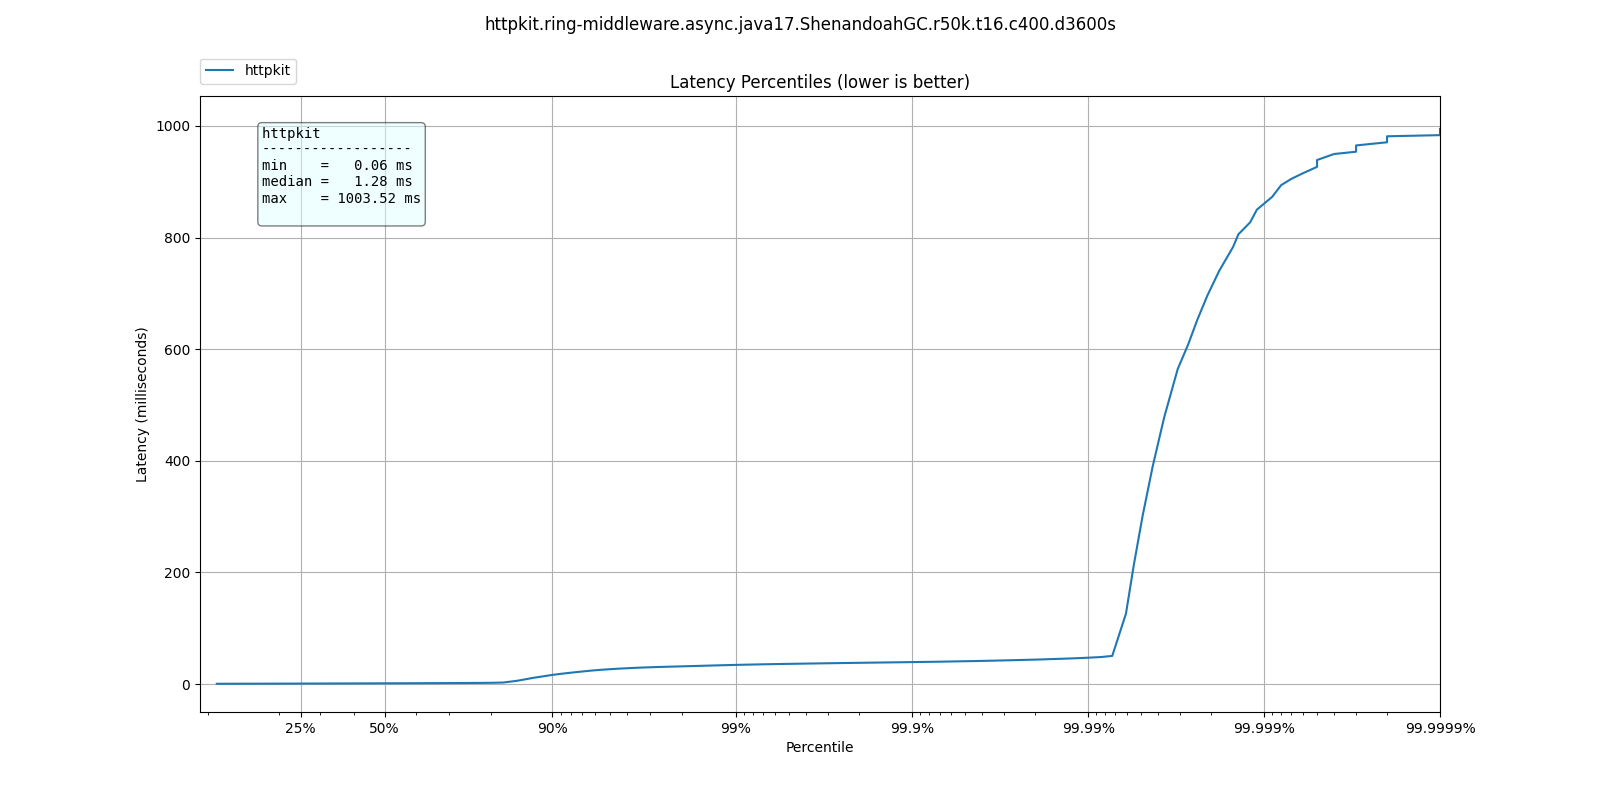 httpkit.ring-middleware.async.java17.ShenandoahGC.r50k.t16.c400.d3600s
httpkit
Latency Percentiles (lower is better)
httpkit
------------------
min    =   0.06 ms
median =   1.28 ms
max    = 1003.52 ms
1000
800
600
400
200
0
Latency (milliseconds)
25% 50% 90% 99% 99.9% 99.99% 99.999% 99.9999%
Percentile